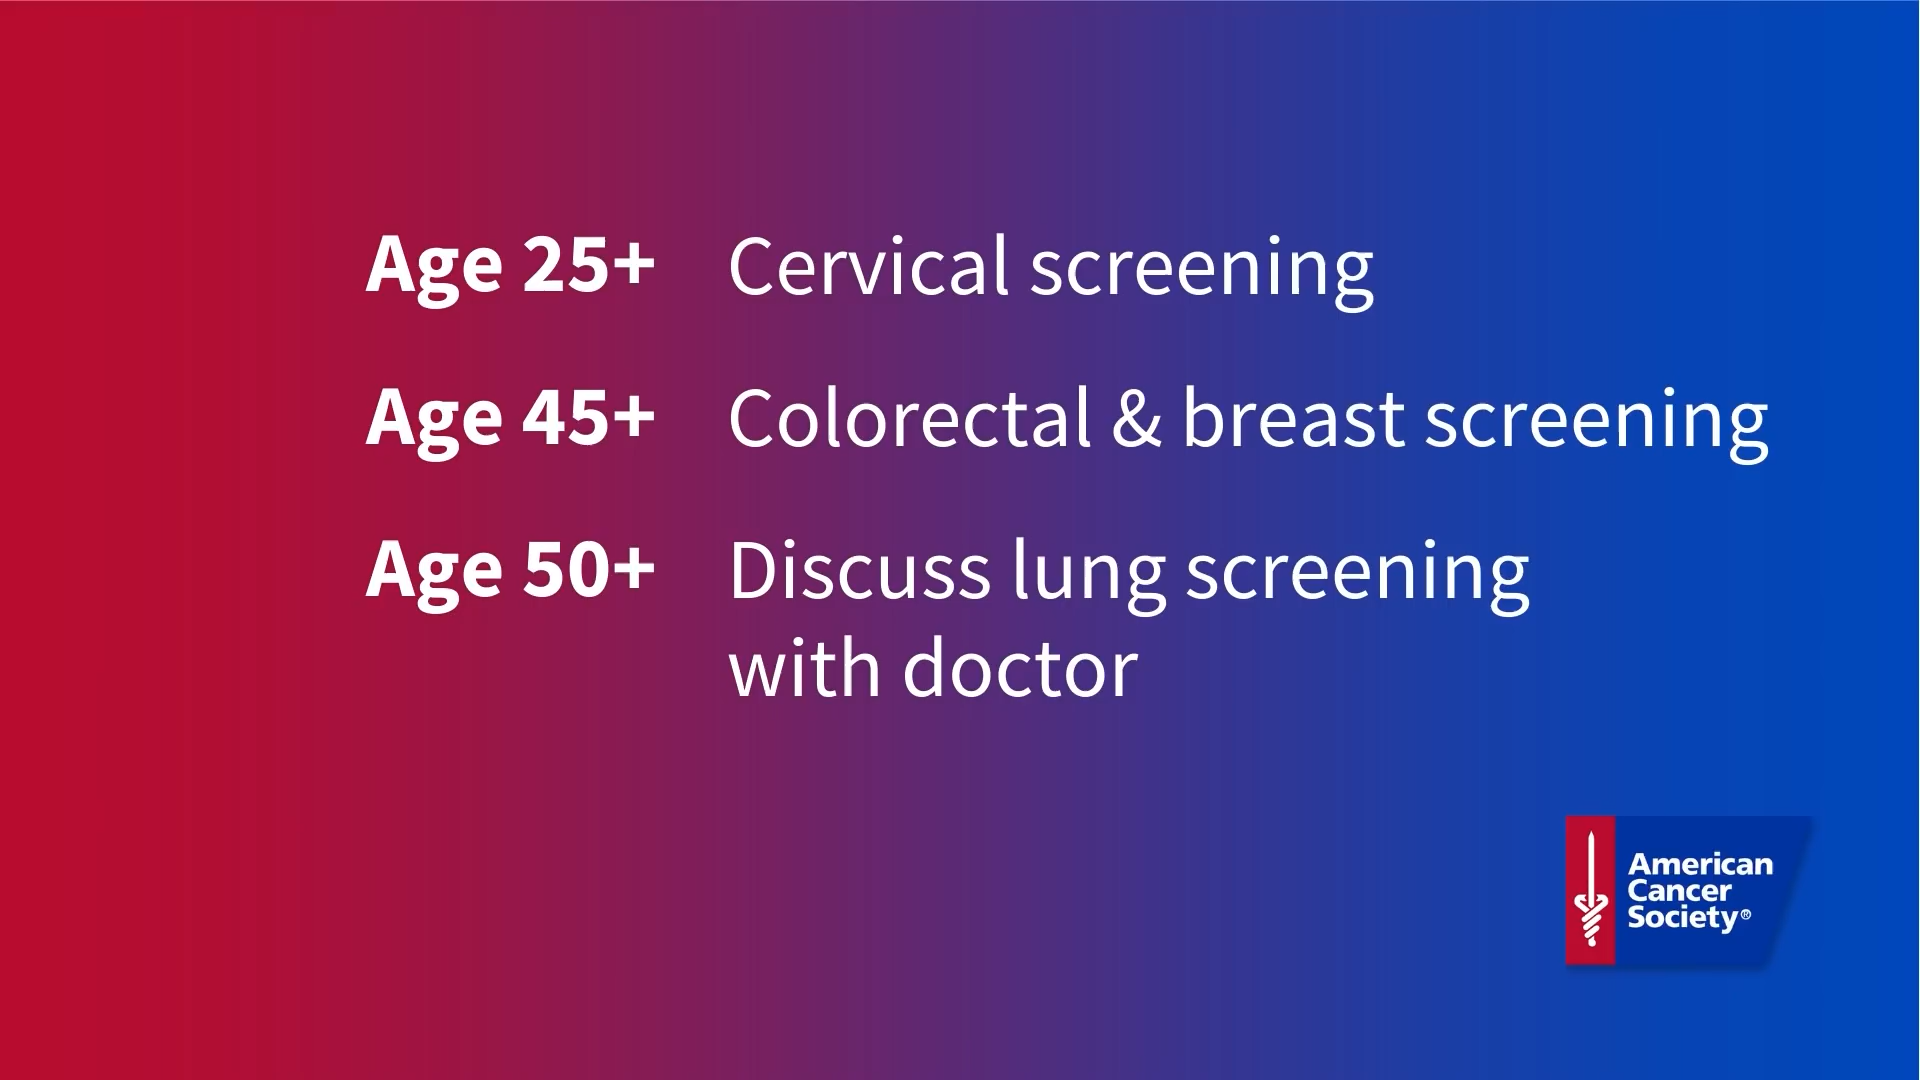 Age 25+ Cervical screening
Age 45+ Colorectal & breast screening
Age 50+ Discuss lung screening
with doctor
American
Cancer
Society®